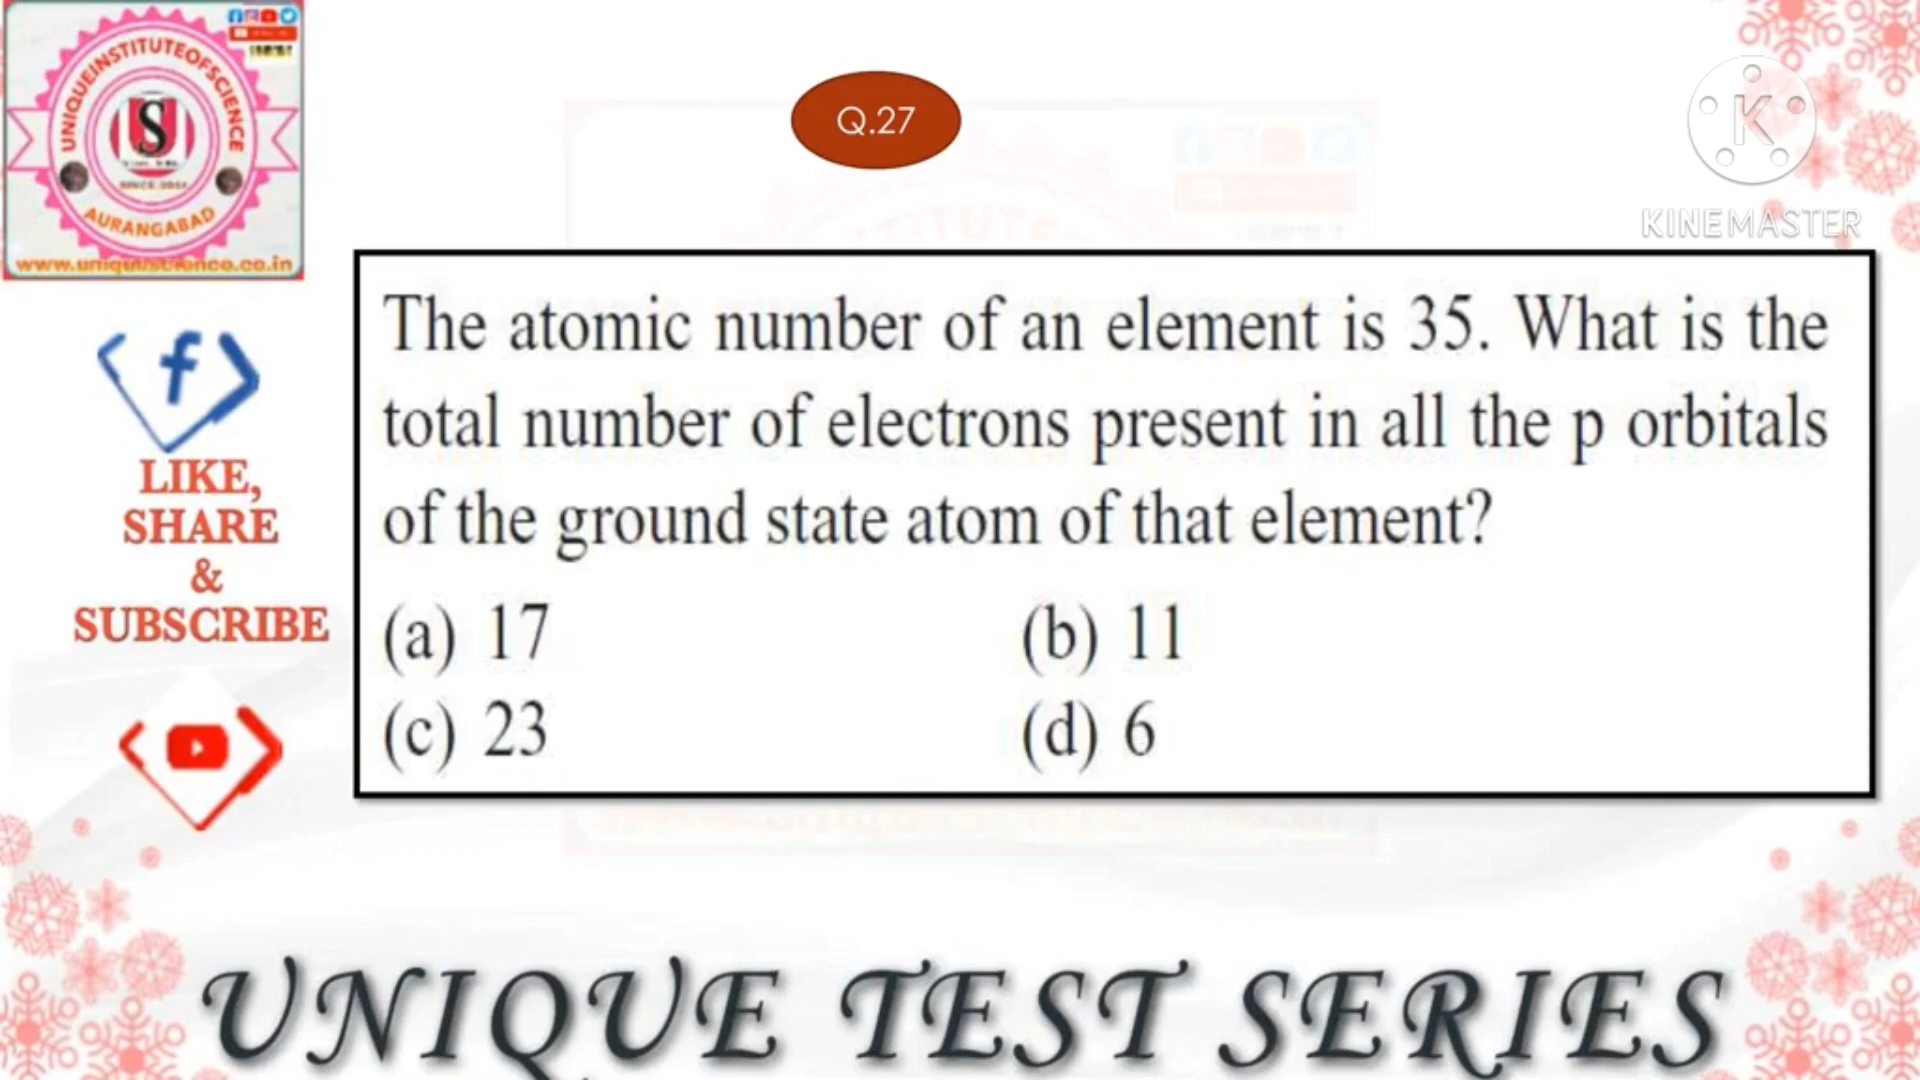 UNIQUEINSTITUTEOFSCIENCE
S
AURANGABAD
Q.27
K
KINEMASTER
The atomic number of an element is 35. What is the
total number of electrons present in all the p orbitals
of the ground state atom of that element?
(a) 17 (b) 11
(c) 23 (d) 6
f
LIKE,
SHARE
&
SUBSCRIBE
UNIQUE TEST SERIES